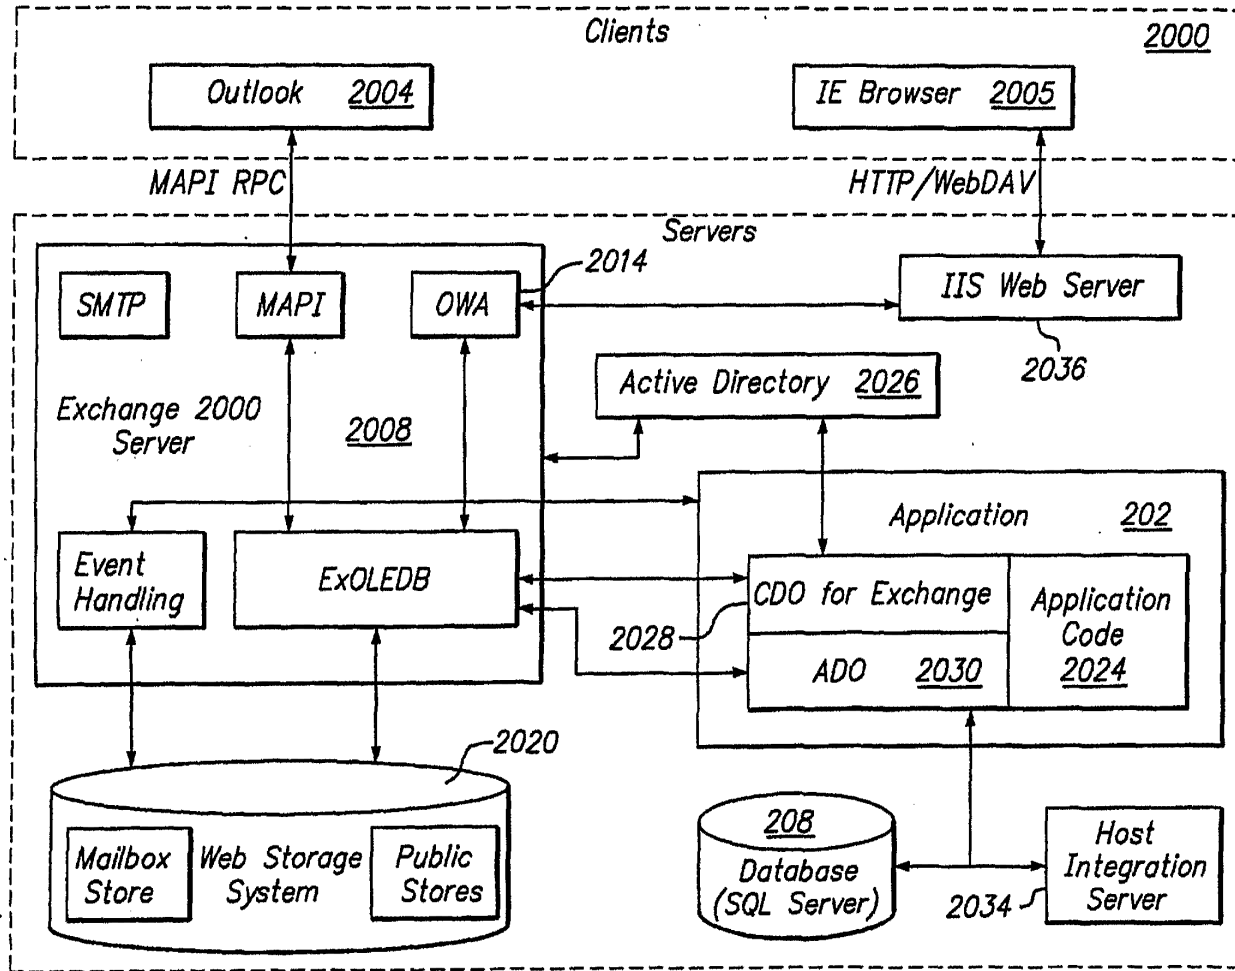 Clients
2000
Outlook 2004
IE Browser 2005
MAPI RPC
HTTP/WebDAV
Servers
2014
SMTP
MAPI
OWA
IIS Web Server
2036
Active Directory 2026
Exchange 2000
Server
2008
Application 202
Event
Handling
ExOLEDB
CDO for Exchange
Application
Code
2024
2028
ADO 2030
2020
Mailbox
Store
Web Storage
System
Public
Stores
208
Database
(SQL Server)
2034
Host
Integration
Server